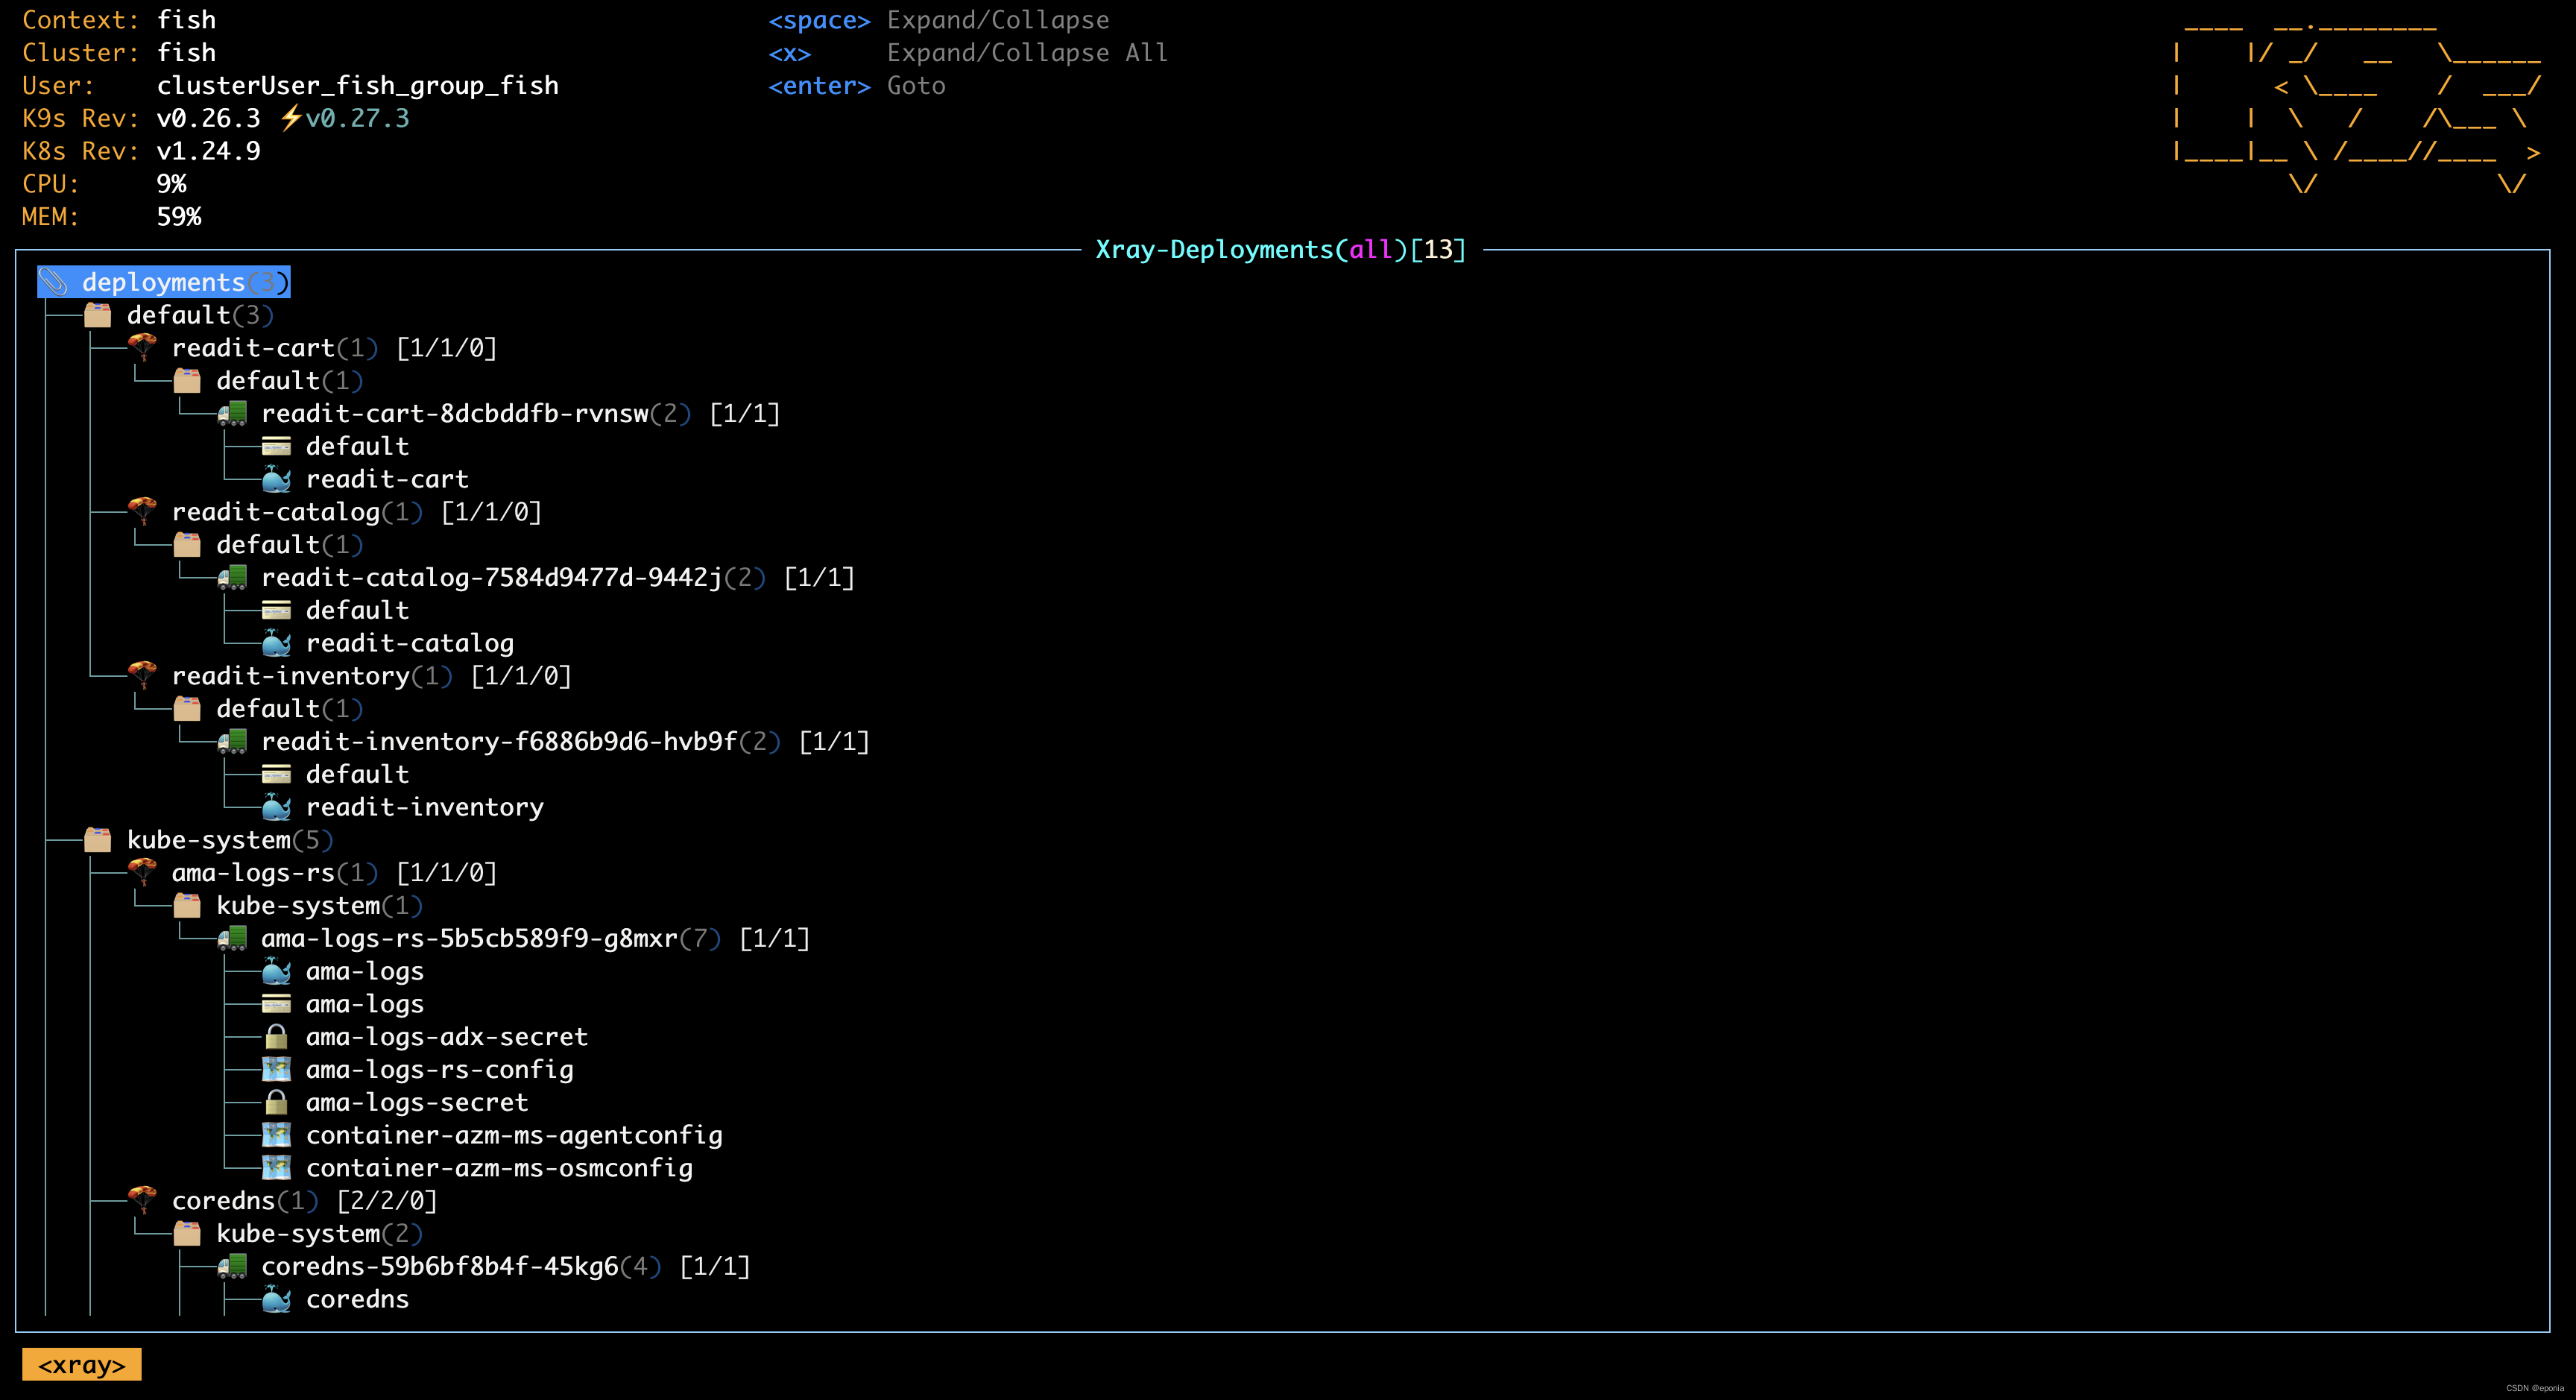 Context: fish
Cluster: fish
User: clusterUser_fish_group_fish
K9s Rev: v0.26.3 ⚡v0.27.3
K8s Rev: v1.24.9
CPU: 9%
MEM: 59%
<space> Expand/Collapse
<x> Expand/Collapse All
<enter> Goto
Xray-Deployments(all)[13]
deployments(3)
default(3)
readit-cart(1) [1/1/0]
default(1)
readit-cart-8dcbddfb-rvnsw(2) [1/1]
default
readit-cart
readit-catalog(1) [1/1/0]
default(1)
readit-catalog-7584d9477d-9442j(2) [1/1]
default
readit-catalog
readit-inventory(1) [1/1/0]
default(1)
readit-inventory-f6886b9d6-hvb9f(2) [1/1]
default
readit-inventory
kube-system(5)
ama-logs-rs(1) [1/1/0]
kube-system(1)
ama-logs-rs-5b5cb589f9-g8mxr(7) [1/1]
ama-logs
ama-logs
ama-logs-adx-secret
ama-logs-rs-config
ama-logs-secret
container-azm-ms-agentconfig
container-azm-ms-osmconfig
coredns(1) [2/2/0]
kube-system(2)
coredns-59b6bf8b4f-45kg6(4) [1/1]
coredns
<xray>
CSDN @eponia